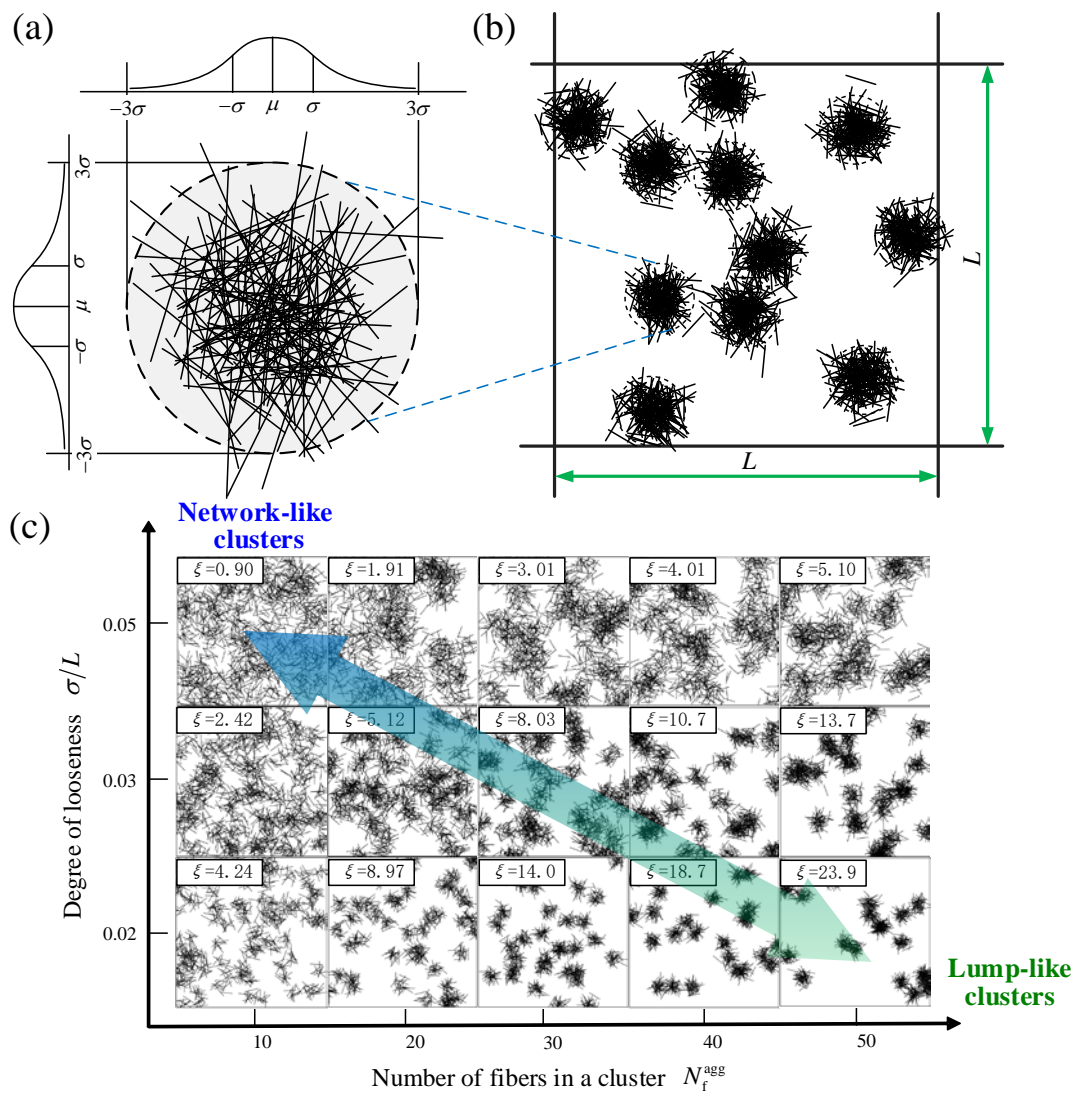 (a)
−3σ
−σ
μ
σ
3σ
3σ
σ
μ
−σ
−3σ
(b)
L
L
(c)
Network-like
clusters
ξ=0.90
ξ=1.91
ξ=3.01
ξ=4.01
ξ=5.10
0.05
ξ=2.42
ξ=5.12
ξ=8.03
ξ=10.7
ξ=13.7
0.03
ξ=4.24
ξ=8.97
ξ=14.0
ξ=18.7
ξ=23.9
0.02
Degree of looseness σ/L
Lump-like
clusters
10
20
30
40
50
Number of fibers in a cluster N_f^agg